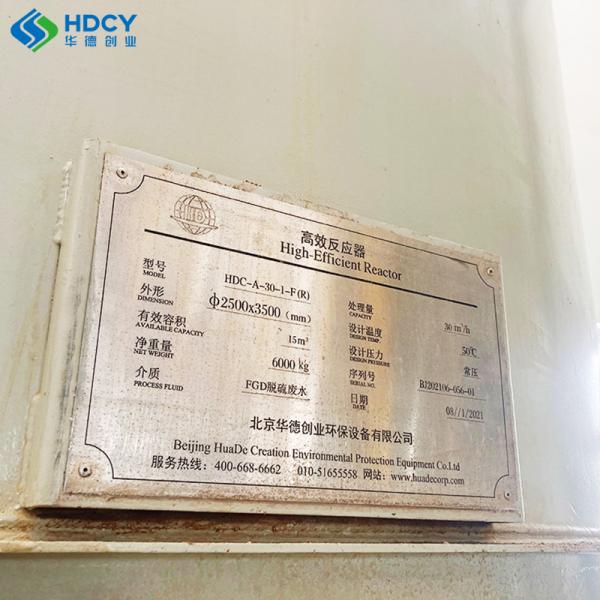 HDCY
华德创业
HD
高效反应器
High-Efficient Reactor
型号 HDC-A-30-1-F(R) 处理量 30 m³/h
MODEL CAPACITY
外形 Φ2500x3500 (mm) 设计温度 50℃
DIMENSION DESIGN TEMP.
有效容积 15m³ 设计压力 常压
AVAILABLE CAPACITY DESIGN PRESSURE
净重量 6000 kg 序列号 BJ202106-056-01
NET WEIGHT SERIAL NO.
介质 FGD脱硫废水 日期 08//1/2021
PROCESS FLUID DATE
北京华德创业环保设备有限公司
Beijing HuaDe Creation Environmental Protection Equipment Co.Ltd
服务热线：400-668-6662 010-51655558 网站：www.huadecorp.com